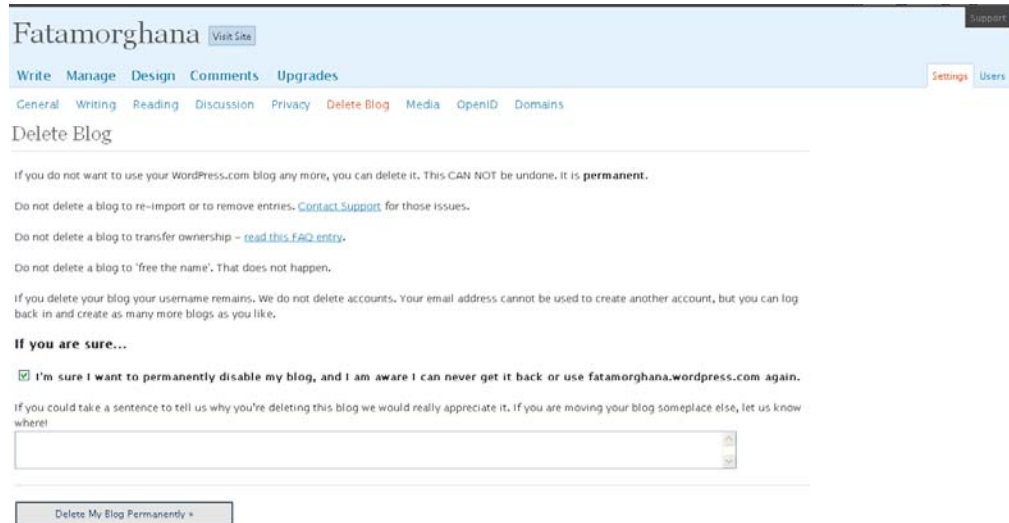 Support
Fatamorghana Visit Site
Write Manage Design Comments Upgrades Settings Users
General Writing Reading Discussion Privacy Delete Blog Media OpenID Domains
Delete Blog
If you do not want to use your WordPress.com blog any more, you can delete it. This CAN NOT be undone. It is permanent.
Do not delete a blog to re-import or to remove entries. Contact Support for those issues.
Do not delete a blog to transfer ownership – read this FAQ entry.
Do not delete a blog to 'free the name'. That does not happen.
If you delete your blog your username remains. We do not delete accounts. Your email address cannot be used to create another account, but you can log
back in and create as many more blogs as you like.
If you are sure...
I'm sure I want to permanently disable my blog, and I am aware I can never get it back or use fatamorghana.wordpress.com again.
If you could take a sentence to tell us why you're deleting this blog we would really appreciate it. If you are moving your blog someplace else, let us know
where!
Delete My Blog Permanently »